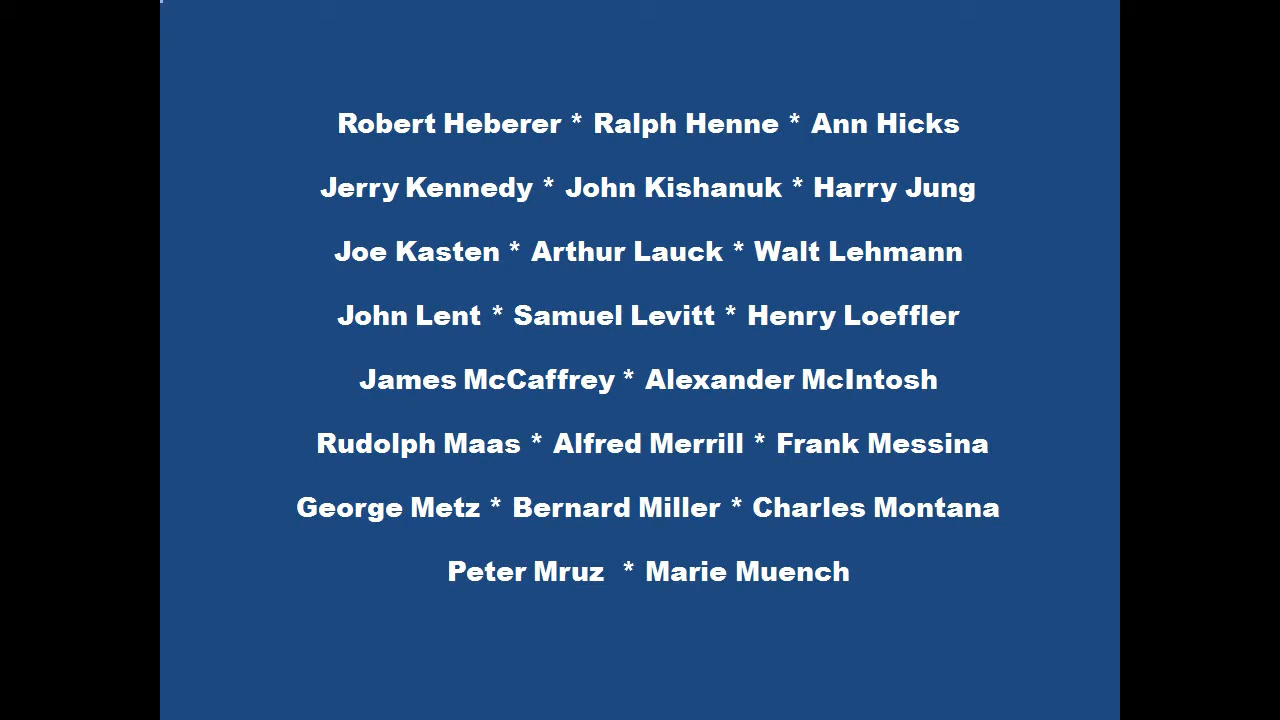 Robert Heberer * Ralph Henne * Ann Hicks
Jerry Kennedy * John Kishanuk * Harry Jung
Joe Kasten * Arthur Lauck * Walt Lehmann
John Lent * Samuel Levitt * Henry Loeffler
James McCaffrey * Alexander McIntosh
Rudolph Maas * Alfred Merrill * Frank Messina
George Metz * Bernard Miller * Charles Montana
Peter Mruz * Marie Muench